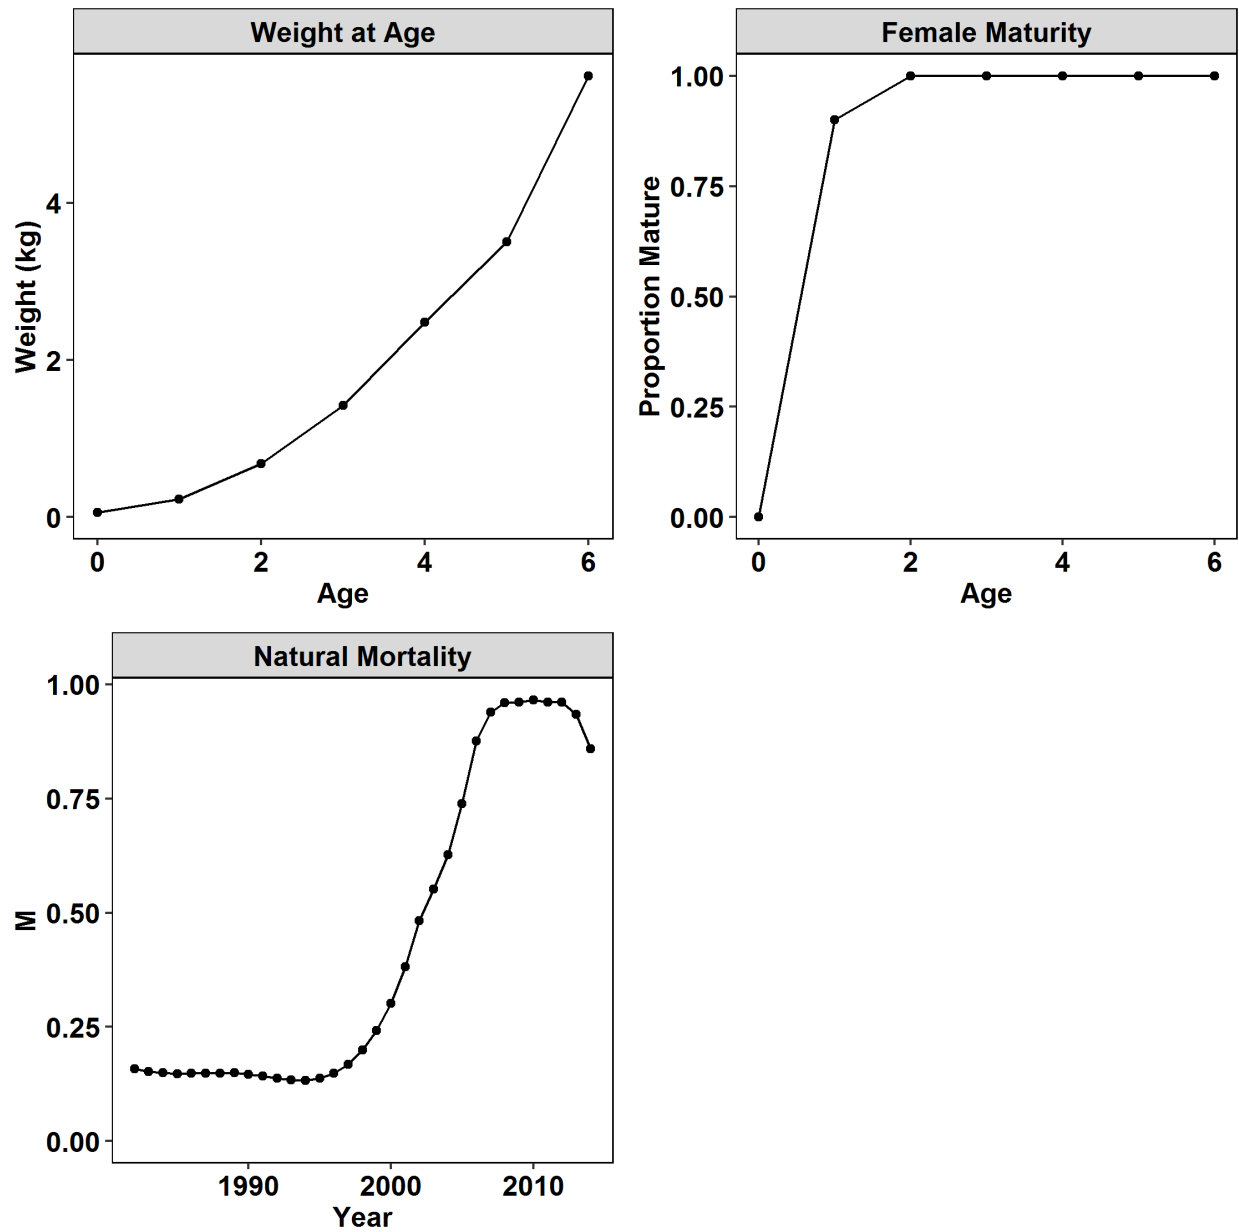 Weight at Age
Weight (kg)
4
2
0
0 2 4 6
Age
Female Maturity
Proportion Mature
1.00
0.75
0.50
0.25
0.00
0 2 4 6
Age
Natural Mortality
M
1.00
0.75
0.50
0.25
0.00
1990 2000 2010
Year